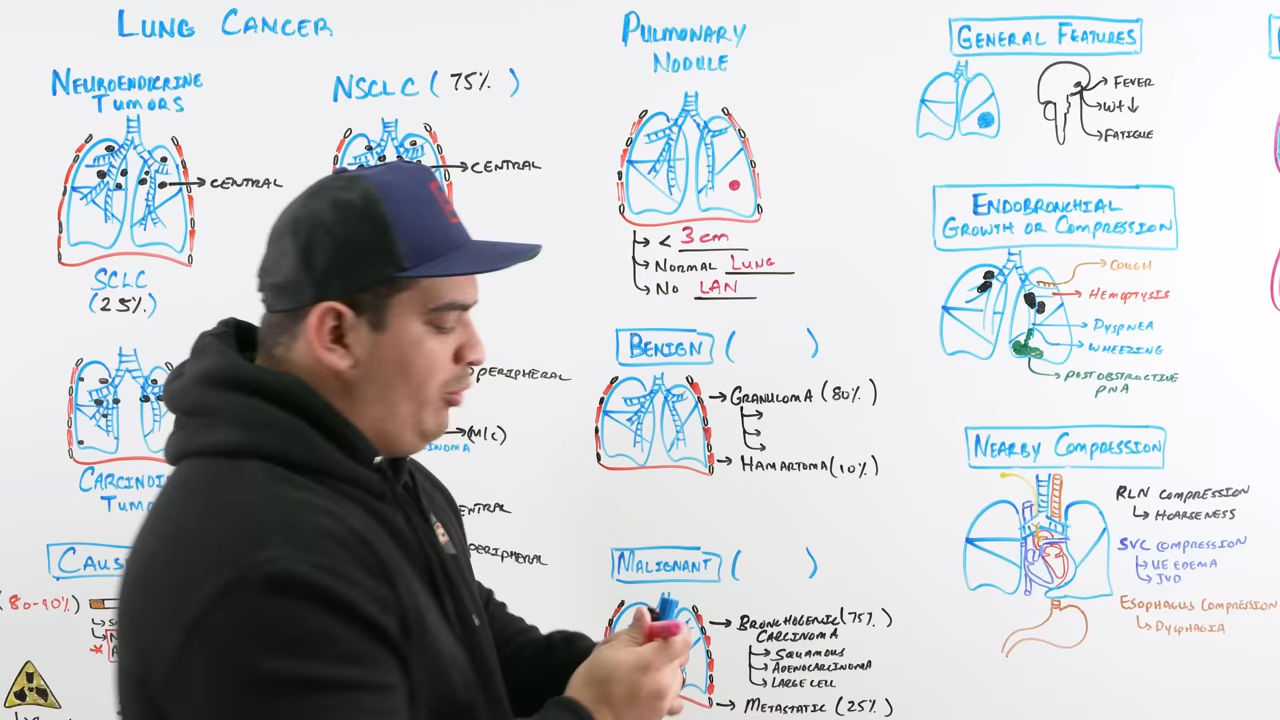 LUNG CANCER
NEUROENDOCRINE
TUMORS
CENTRAL
SCLC
(25%)
CARCINOID
NSCLC (75%)
CENTRAL
PERIPHERAL
(M/C)
PERIPHERAL
(80-90%)
PULMONARY
NODULE
< 3cm
NORMAL LUNG
NO LAN
BENIGN ( )
GRANULOMA (80%)
HAMARTOMA (10%)
MALIGNANT ( )
BRONCHOGENIC (75%)
CARCINOMA
SQUAMOUS
ADENOCARCINOMA
LARGE CELL
METASTATIC (25%)
GENERAL FEATURES
FEVER
WT ↓
FATIGUE
ENDOBRONCHIAL
GROWTH OR COMPRESSION
COUGH
HEMOPTYSIS
DYSPNEA
WHEEZING
POSTOBSTRUCTIVE
PNA
NEARBY COMPRESSION
RLN COMPRESSION
HOARSENESS
SVC COMPRESSION
UE EDEMA
JVD
ESOPHAGUS COMPRESSION
DYSPHAGIA